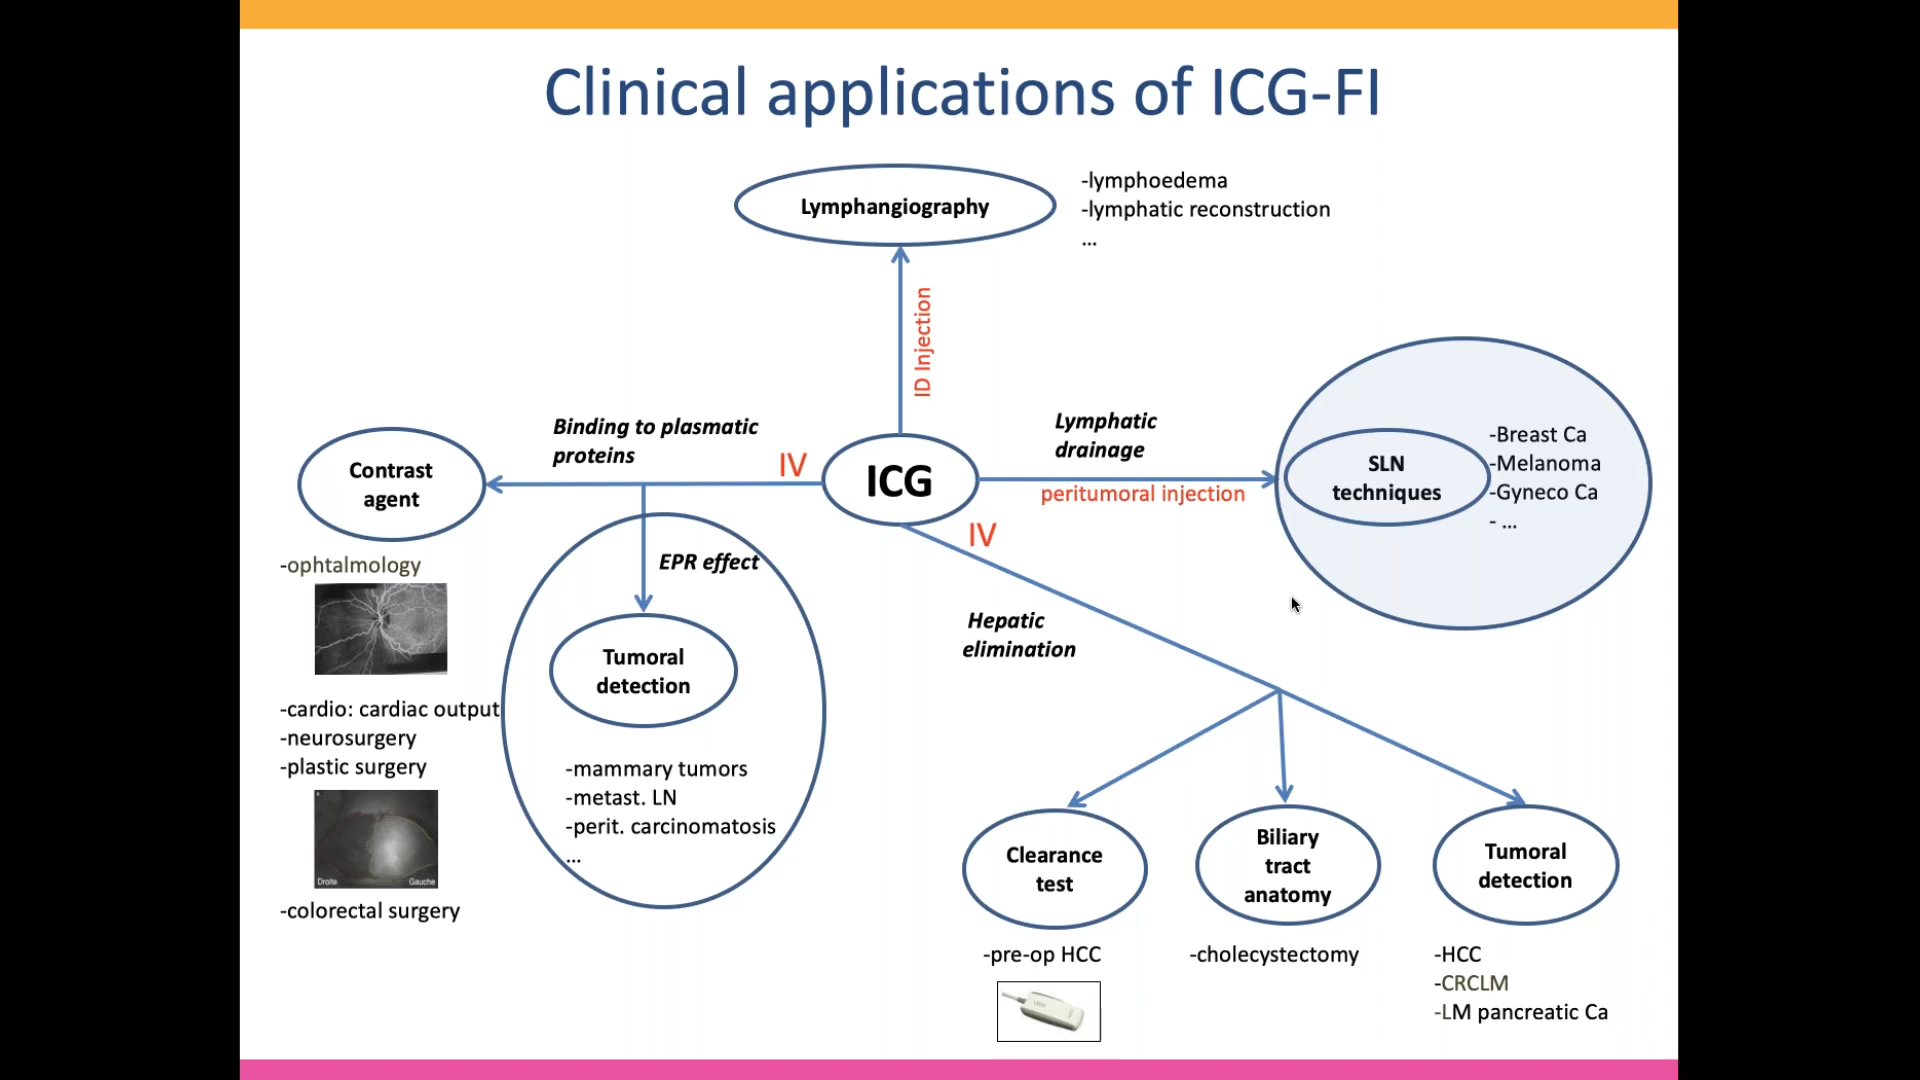 Clinical applications of ICG-FI
Lymphangiography
-lymphoedema
-lymphatic reconstruction
...
ID Injection
Binding to plasmatic
proteins
IV
ICG
Lymphatic
drainage
peritumoral injection
SLN
techniques
-Breast Ca
-Melanoma
-Gyneco Ca
- ...
Contrast
agent
-ophtalmology
-cardio: cardiac output
-neurosurgery
-plastic surgery
Droite
Gauche
-colorectal surgery
EPR effect
Tumoral
detection
-mammary tumors
-metast. LN
-perit. carcinomatosis
...
IV
Hepatic
elimination
Clearance
test
-pre-op HCC
Biliary
tract
anatomy
-cholecystectomy
Tumoral
detection
-HCC
-CRCLM
-LM pancreatic Ca